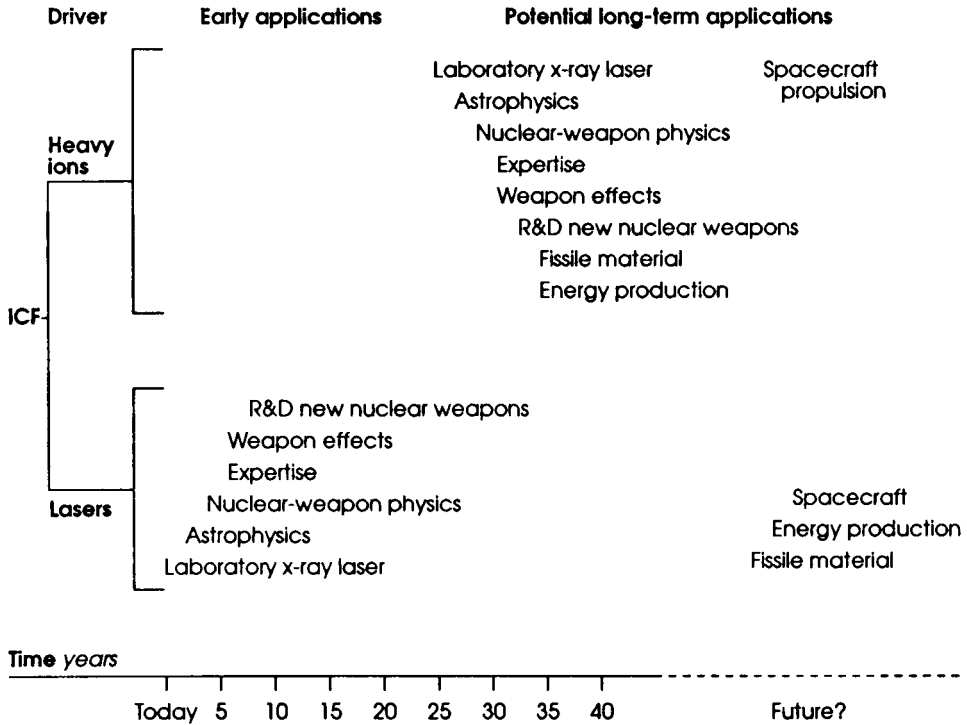 Driver Early applications Potential long-term applications
Laboratory x-ray laser Spacecraft
propulsion
Astrophysics
Nuclear-weapon physics
Heavy
ions
Expertise
Weapon effects
R&D new nuclear weapons
Fissile material
Energy production
ICF
R&D new nuclear weapons
Weapon effects
Expertise
Lasers
Nuclear-weapon physics
Astrophysics
Laboratory x-ray laser
Spacecraft
Energy production
Fissile material
Time years
Today 5 10 15 20 25 30 35 40 Future?